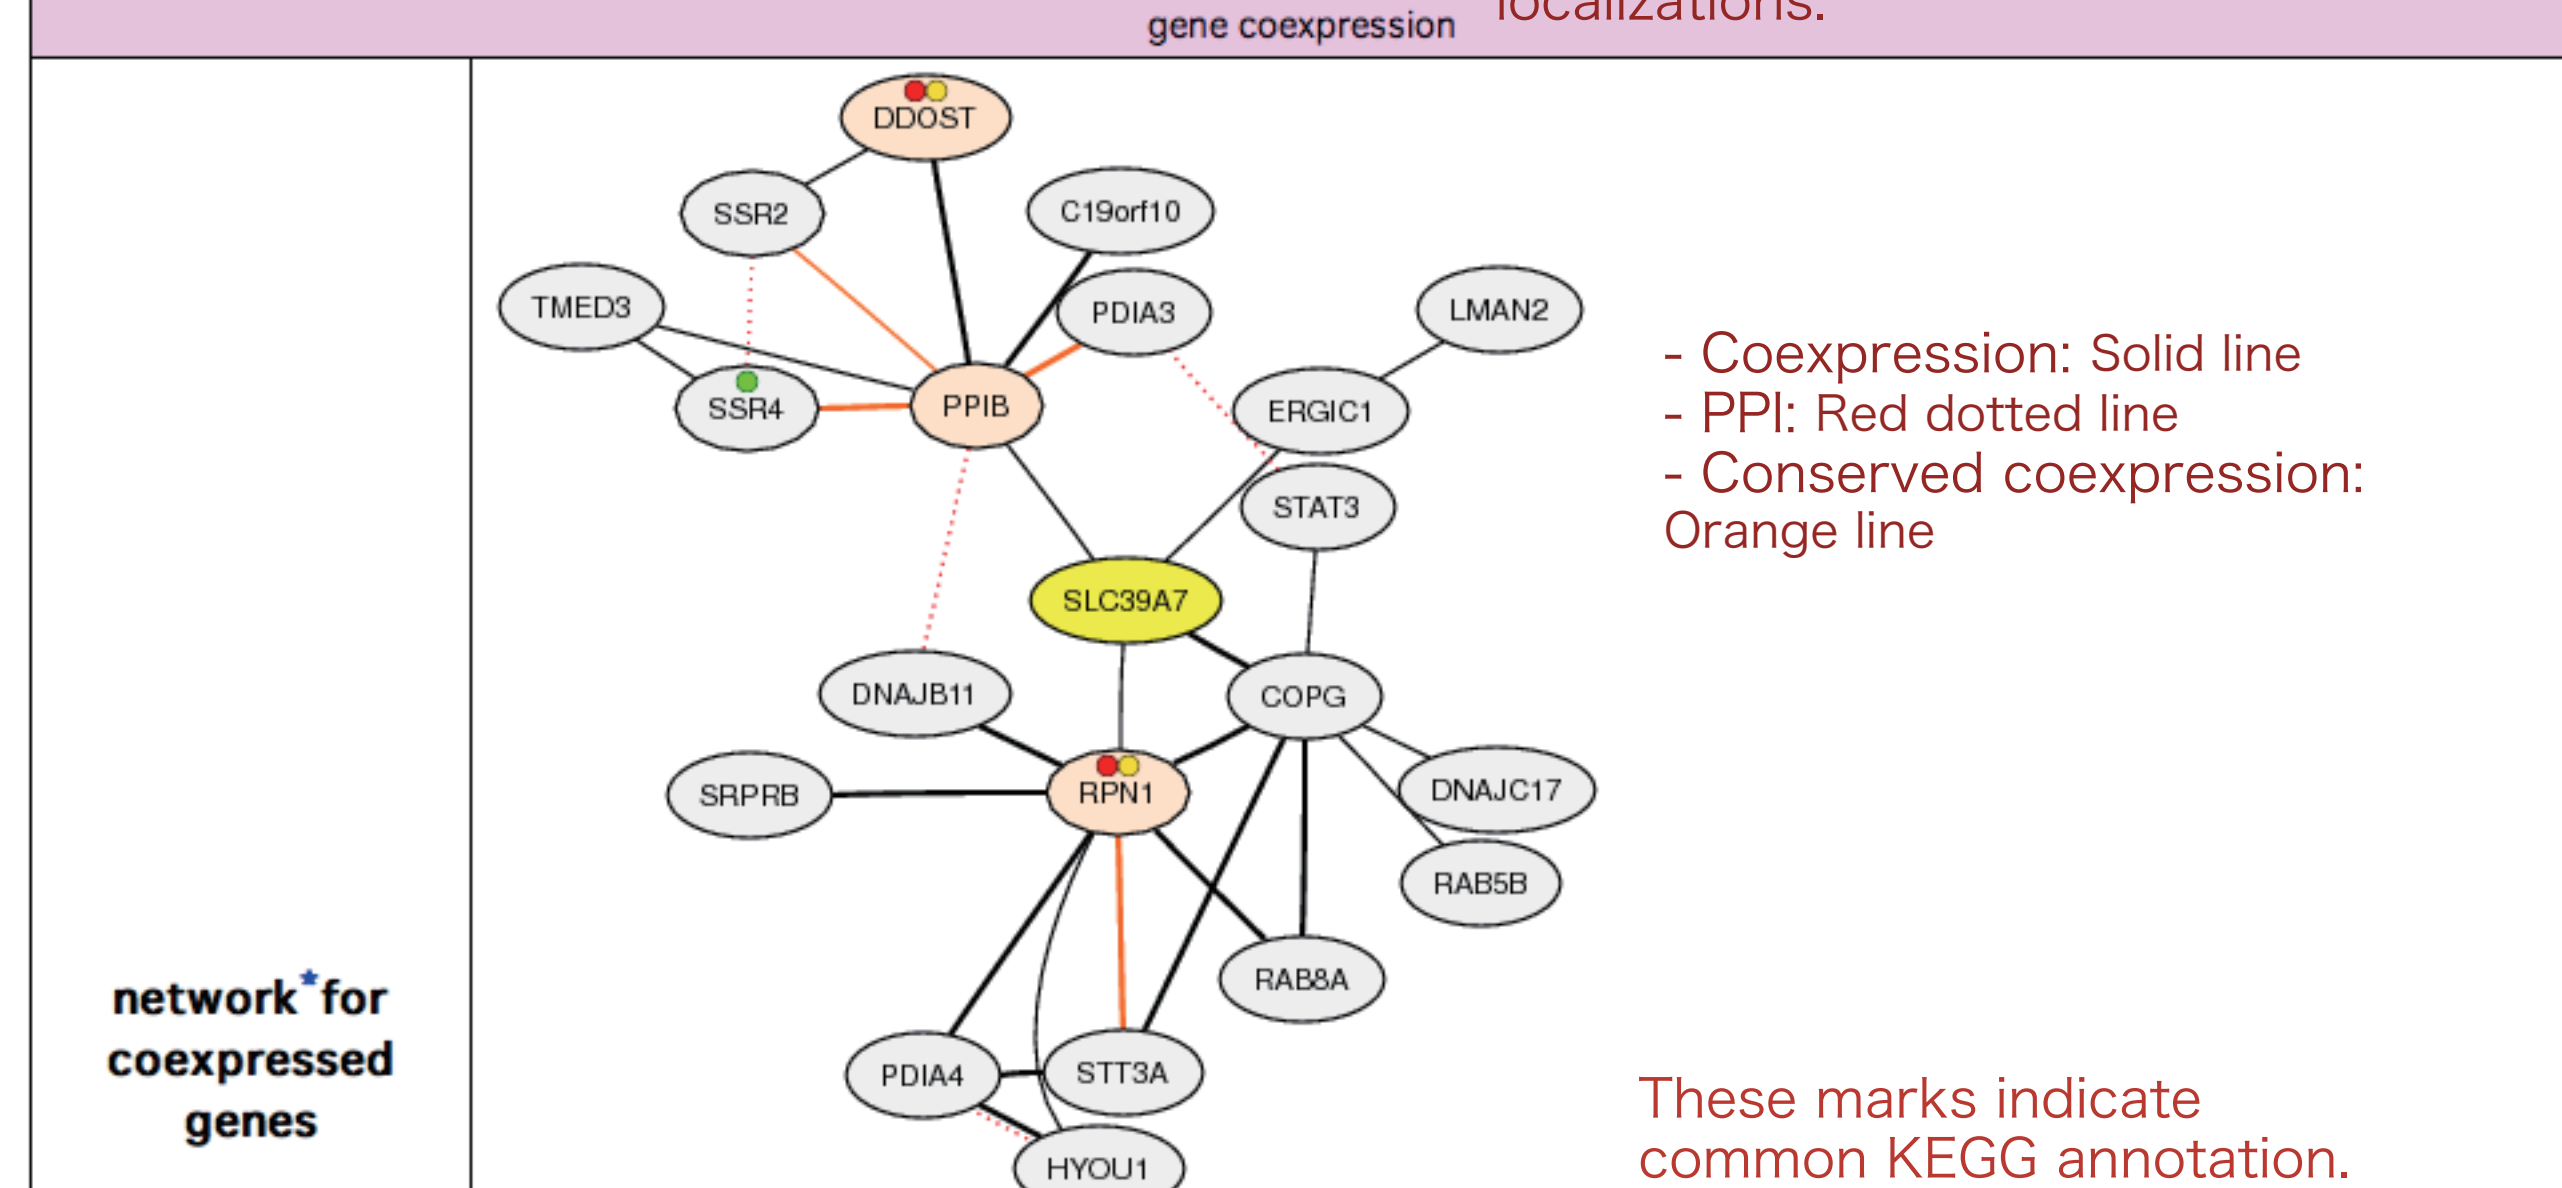 localizations.
gene coexpression
DDOST
SSR2
C19orf10
TMED3
PDIA3
LMAN2
SSR4
PPIB
ERGIC1
STAT3
SLC39A7
DNAJB11
COPG
SRPRB
RPN1
DNAJC17
RAB5B
RAB8A
PDIA4
STT3A
HYOU1
- Coexpression: Solid line
- PPI: Red dotted line
- Conserved coexpression:
Orange line
network*for
coexpressed
genes
These marks indicate
common KEGG annotation.